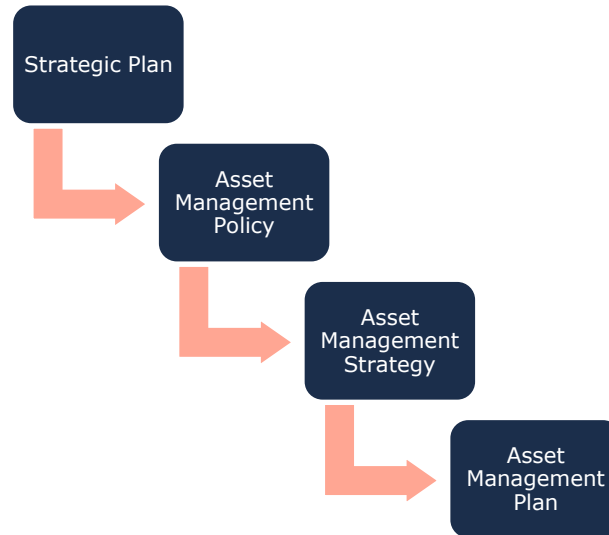 Strategic Plan
Asset
Management
Policy
Asset
Management
Strategy
Asset
Management
Plan